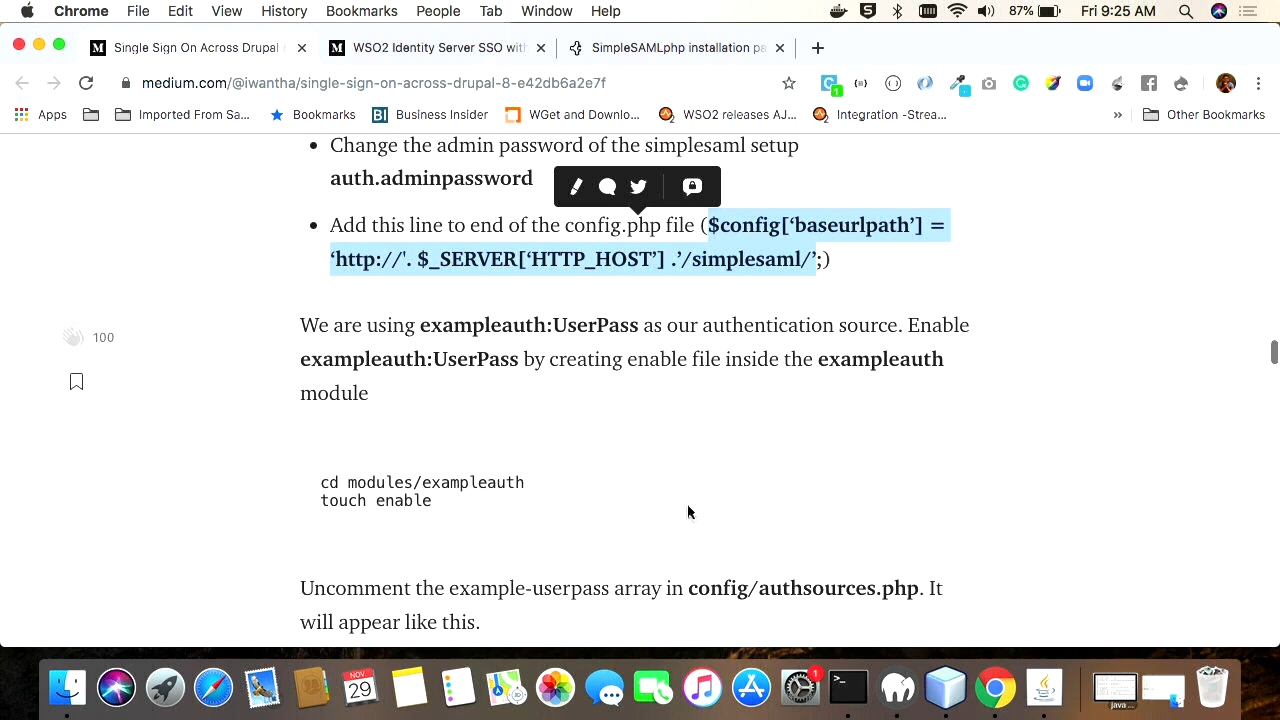 Chrome File Edit View History Bookmarks People Tab Window Help 87% Fri 9:25 AM
Single Sign On Across Drupal WSO2 Identity Server SSO with SimpleSAMLphp installation pa
medium.com/@iwantha/single-sign-on-across-drupal-8-e42db6a2e7f
Apps Imported From Sa... Bookmarks BI Business Insider WGet and Downlo... WSO2 releases AJ... Integration -Strea... » Other Bookmarks
• Change the admin password of the simplesaml setup
auth.adminpassword
• Add this line to end of the config.php file ($config[‘baseurlpath’] =
‘http://'. $_SERVER[‘HTTP_HOST’] .’/simplesaml/’;)
We are using exampleauth:UserPass as our authentication source. Enable
exampleauth:UserPass by creating enable file inside the exampleauth
module
100
cd modules/exampleauth
touch enable
Uncomment the example-userpass array in config/authsources.php. It
will appear like this.
NOV
29
1
java ...